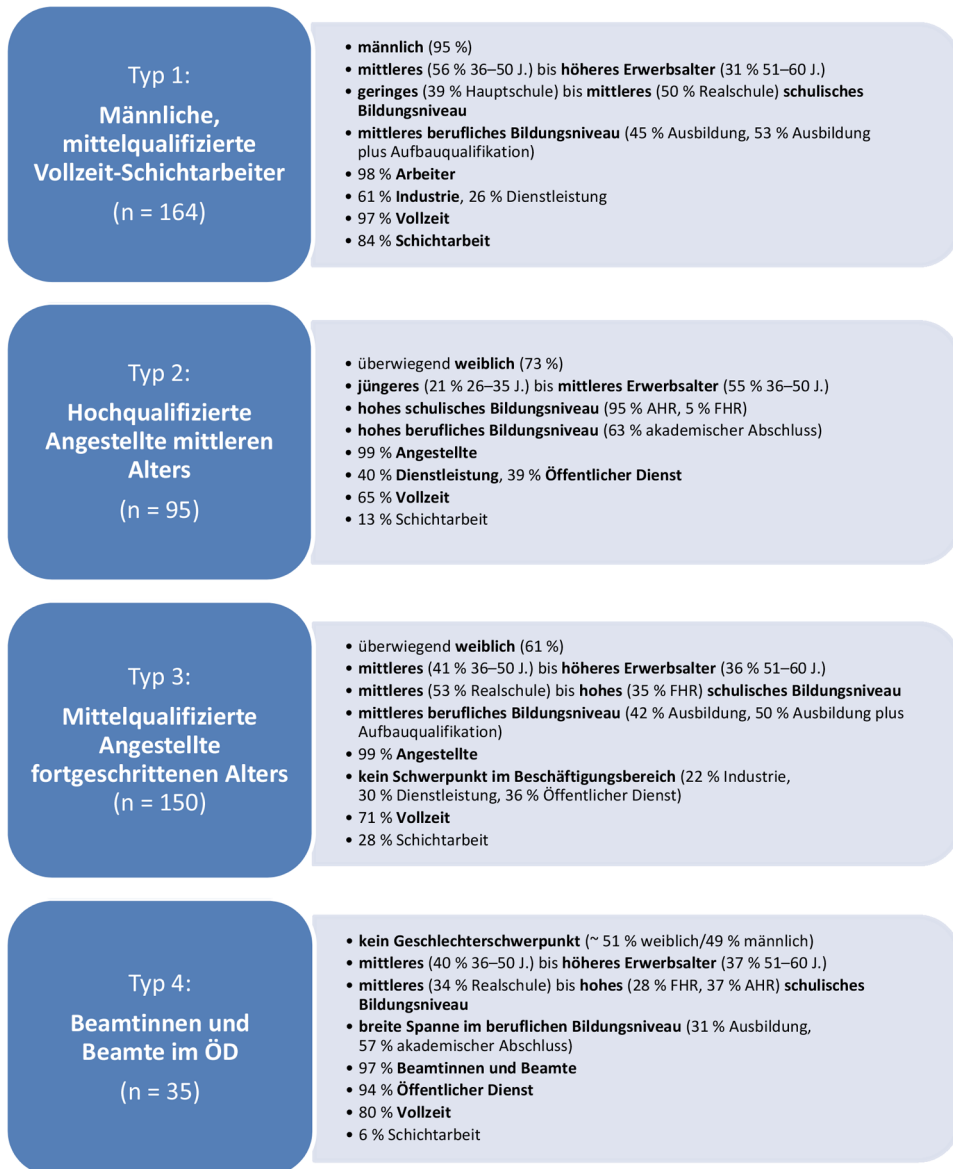 Typ 1:
Männliche,
mittelqualifizierte
Vollzeit-Schichtarbeiter
(n = 164)
• männlich (95 %)
• mittleres (56 % 36–50 J.) bis höheres Erwerbsalter (31 % 51–60 J.)
• geringes (39 % Hauptschule) bis mittleres (50 % Realschule) schulisches
Bildungsniveau
• mittleres berufliches Bildungsniveau (45 % Ausbildung, 53 % Ausbildung
plus Aufbauqualifikation)
• 98 % Arbeiter
• 61 % Industrie, 26 % Dienstleistung
• 97 % Vollzeit
• 84 % Schichtarbeit
Typ 2:
Hochqualifizierte
Angestellte mittleren
Alters
(n = 95)
• überwiegend weiblich (73 %)
• jüngeres (21 % 26–35 J.) bis mittleres Erwerbsalter (55 % 36–50 J.)
• hohes schulisches Bildungsniveau (95 % AHR, 5 % FHR)
• hohes berufliches Bildungsniveau (63 % akademischer Abschluss)
• 99 % Angestellte
• 40 % Dienstleistung, 39 % Öffentlicher Dienst
• 65 % Vollzeit
• 13 % Schichtarbeit
Typ 3:
Mittelqualifizierte
Angestellte
fortgeschrittenen Alters
(n = 150)
• überwiegend weiblich (61 %)
• mittleres (41 % 36–50 J.) bis höheres Erwerbsalter (36 % 51–60 J.)
• mittleres (53 % Realschule) bis hohes (35 % FHR) schulisches Bildungsniveau
• mittleres berufliches Bildungsniveau (42 % Ausbildung, 50 % Ausbildung plus
Aufbauqualifikation)
• 99 % Angestellte
• kein Schwerpunkt im Beschäftigungsbereich (22 % Industrie,
30 % Dienstleistung, 36 % Öffentlicher Dienst)
• 71 % Vollzeit
• 28 % Schichtarbeit
Typ 4:
Beamtinnen und
Beamte im ÖD
(n = 35)
• kein Geschlechterschwerpunkt (~ 51 % weiblich/49 % männlich)
• mittleres (40 % 36–50 J.) bis höheres Erwerbsalter (37 % 51–60 J.)
• mittleres (34 % Realschule) bis hohes (28 % FHR, 37 % AHR) schulisches
Bildungsniveau
• breite Spanne im beruflichen Bildungsniveau (31 % Ausbildung,
57 % akademischer Abschluss)
• 97 % Beamtinnen und Beamte
• 94 % Öffentlicher Dienst
• 80 % Vollzeit
• 6 % Schichtarbeit